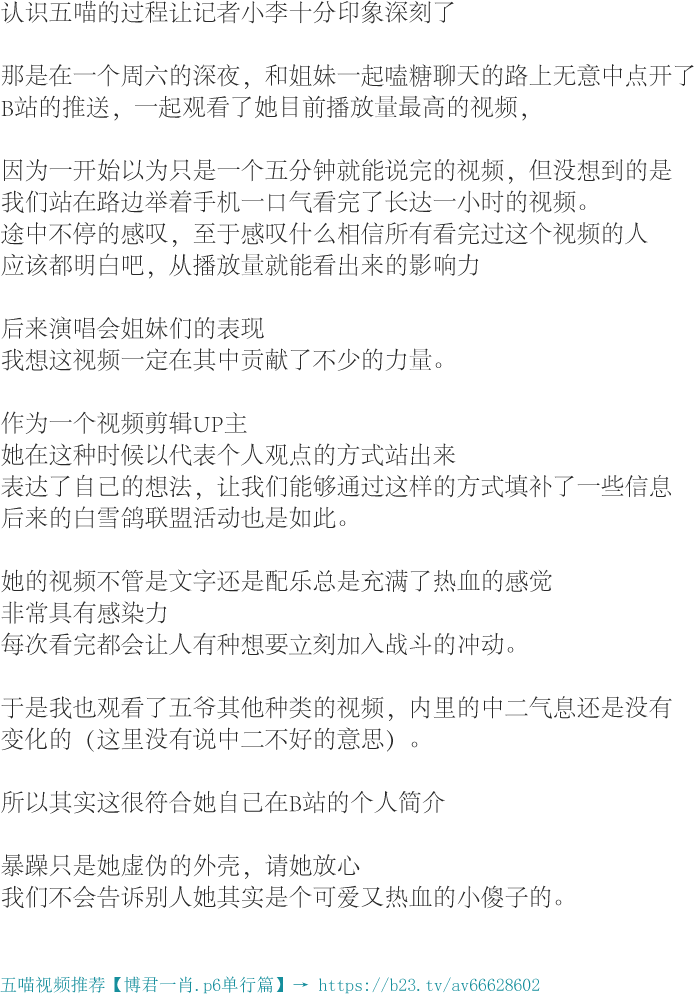 认识五喵的过程让记者小李十分印象深刻了
那是在一个周六的深夜，和姐妹一起嗑糖聊天的路上无意中点开了
B站的推送，一起观看了她目前播放量最高的视频，
因为一开始以为只是一个五分钟就能说完的视频，但没想到的是
我们站在路边举着手机一口气看完了长达一小时的视频。
途中不停的感叹，至于感叹什么相信所有看完过这个视频的人
应该都明白吧，从播放量就能看出来的影响力
后来演唱会姐妹们的表现
我想这视频一定在其中贡献了不少的力量。
作为一个视频剪辑UP主
她在这种时候以代表个人观点的方式站出来
表达了自己的想法，让我们能够通过这样的方式填补了一些信息
后来的白雪鸽联盟活动也是如此。
她的视频不管是文字还是配乐总是充满了热血的感觉
非常具有感染力
每次看完都会让人有种想要立刻加入战斗的冲动。
于是我也观看了五爷其他种类的视频，内里的中二气息还是没有
变化的（这里没有说中二不好的意思）。
所以其实这很符合她自己在B站的个人简介
暴躁只是她虚伪的外壳，请她放心
我们不会告诉别人她其实是个可爱又热血的小傻子的。
五喵视频推荐【博君一肖.p6单行篇】→ https://b23.tv/av66628602